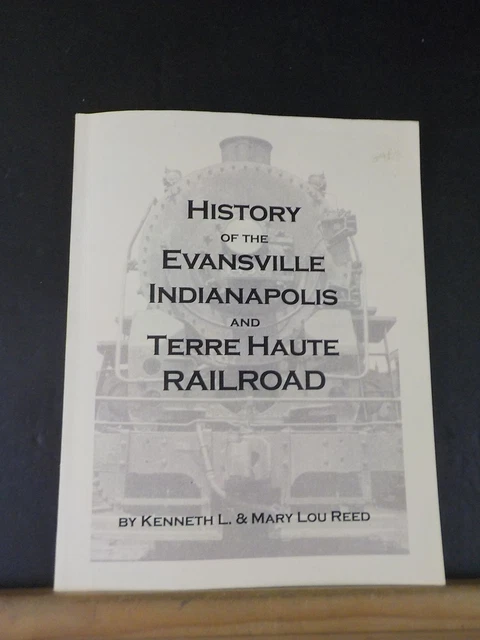 HISTORY
OF THE
EVANSVILLE
INDIANAPOLIS
AND
TERRE HAUTE
RAILROAD
BY KENNETH L. & MARY LOU REED